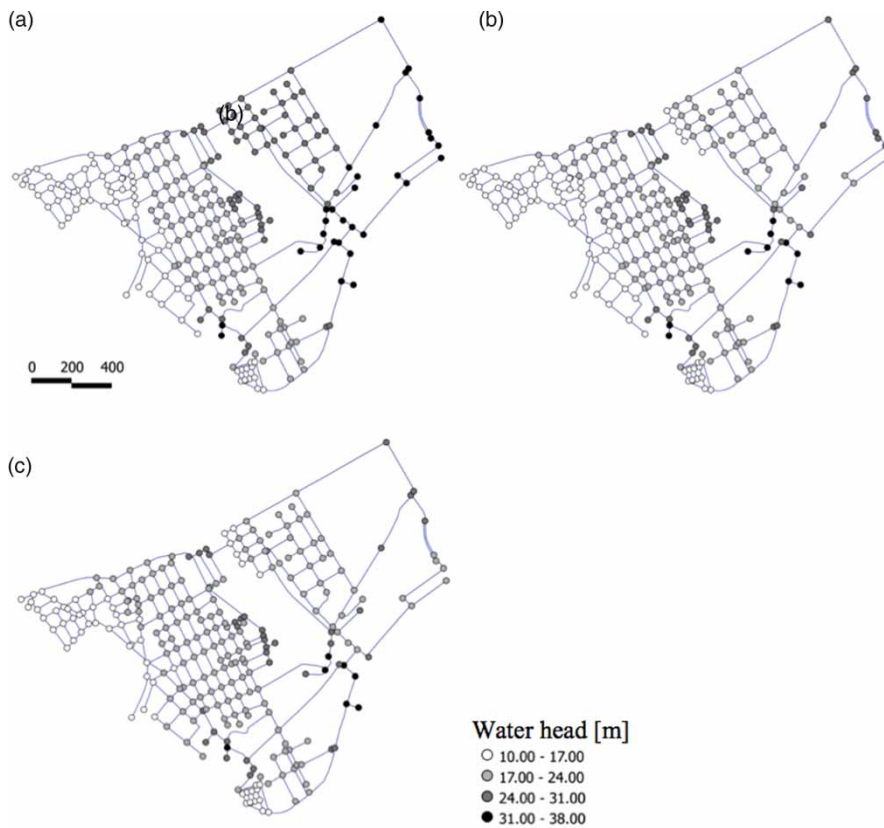 (a)
(b)
(b)
0 200 400
(c)
Water head [m]
10.00 - 17.00
17.00 - 24.00
24.00 - 31.00
31.00 - 38.00